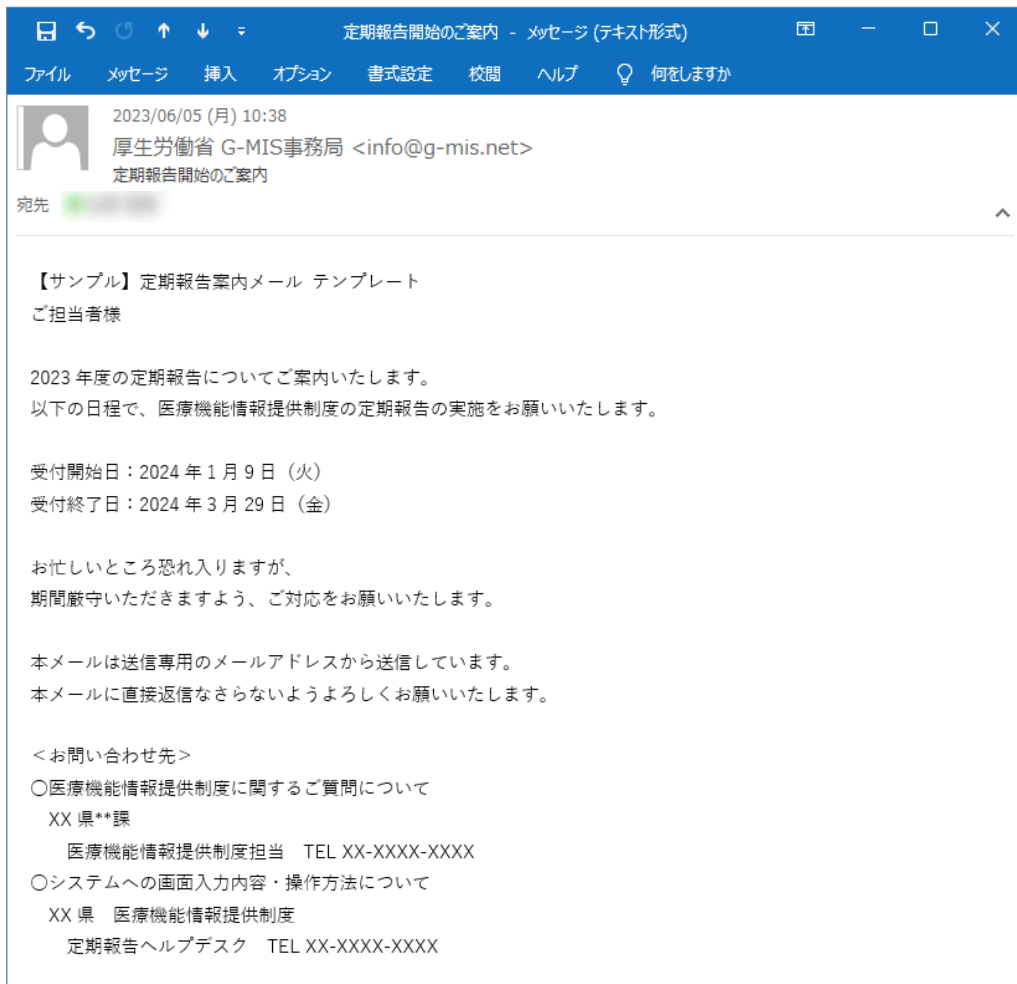 定期報告開始のご案内 - メッセージ (テキスト形式)
ファイル メッセージ 挿入 オプション 書式設定 校閲 ヘルプ 何をしますか
2023/06/05 (月) 10:38
厚生労働省 G-MIS事務局 <info@g-mis.net>
定期報告開始のご案内
宛先
【サンプル】定期報告案内メール テンプレート
ご担当者様
2023 年度の定期報告についてご案内いたします。
以下の日程で、医療機能情報提供制度の定期報告の実施をお願いいたします。
受付開始日：2024 年 1 月 9 日（火）
受付終了日：2024 年 3 月 29 日（金）
お忙しいところ恐れ入りますが、
期間厳守いただきますよう、ご対応をお願いいたします。
本メールは送信専用のメールアドレスから送信しています。
本メールに直接返信なさらないようよろしくお願いいたします。
＜お問い合わせ先＞
○医療機能情報提供制度に関するご質問について
XX 県**課
医療機能情報提供制度担当　TEL XX-XXXX-XXXX
○システムへの画面入力内容・操作方法について
XX 県　医療機能情報提供制度
定期報告ヘルプデスク　TEL XX-XXXX-XXXX